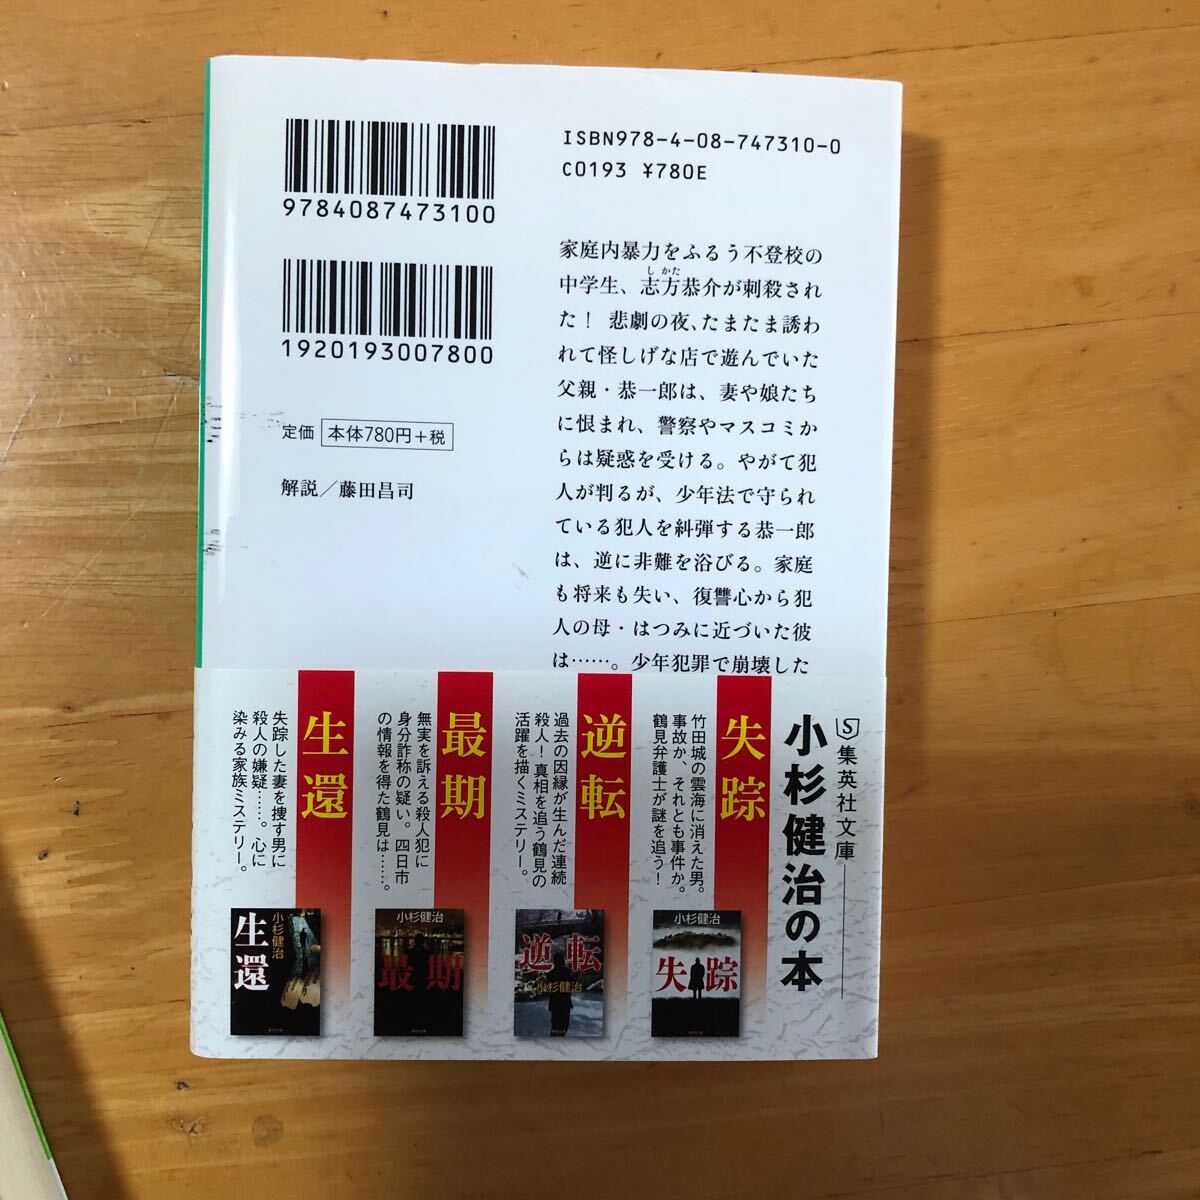 9784087473100
1920193007800
定価 本体780円+税
解説／藤田昌司
ISBN978-4-08-747310-0
C0193 ¥780E
家庭内暴力をふるう不登校の
中学生、志方恭介が刺殺され
しかた
た！ 悲劇の夜、たまたま誘わ
れて怪しげな店で遊んでいた
父親・恭一郎は、妻や娘たち
に恨まれ、警察やマスコミか
らは疑惑を受ける。やがて犯
人が判るが、少年法で守られ
ている犯人を糾弾する恭一郎
は、逆に非難を浴びる。家庭
も将来も失い、復讐心から犯
人の母・はつみに近づいた彼
は……。少年犯罪で崩壊した
S 集英社文庫
小杉健治の本
失踪
竹田城の雲海に消えた男。
事故か、それとも事件か。
鶴見弁護士が謎を追う！
小杉健治
失踪
逆転
過去の因縁が生んだ連続
殺人！真相を追う鶴見の
活躍を描くミステリー。
逆転
小杉健治
最期
無実を訴える殺人犯に
身分詐称の疑い。四日市
の情報を得た鶴見は……。
小杉健治
最期
生還
失踪した妻を捜す男に
殺人の嫌疑……。心に
染みる家族ミステリー。
小杉健治
生還